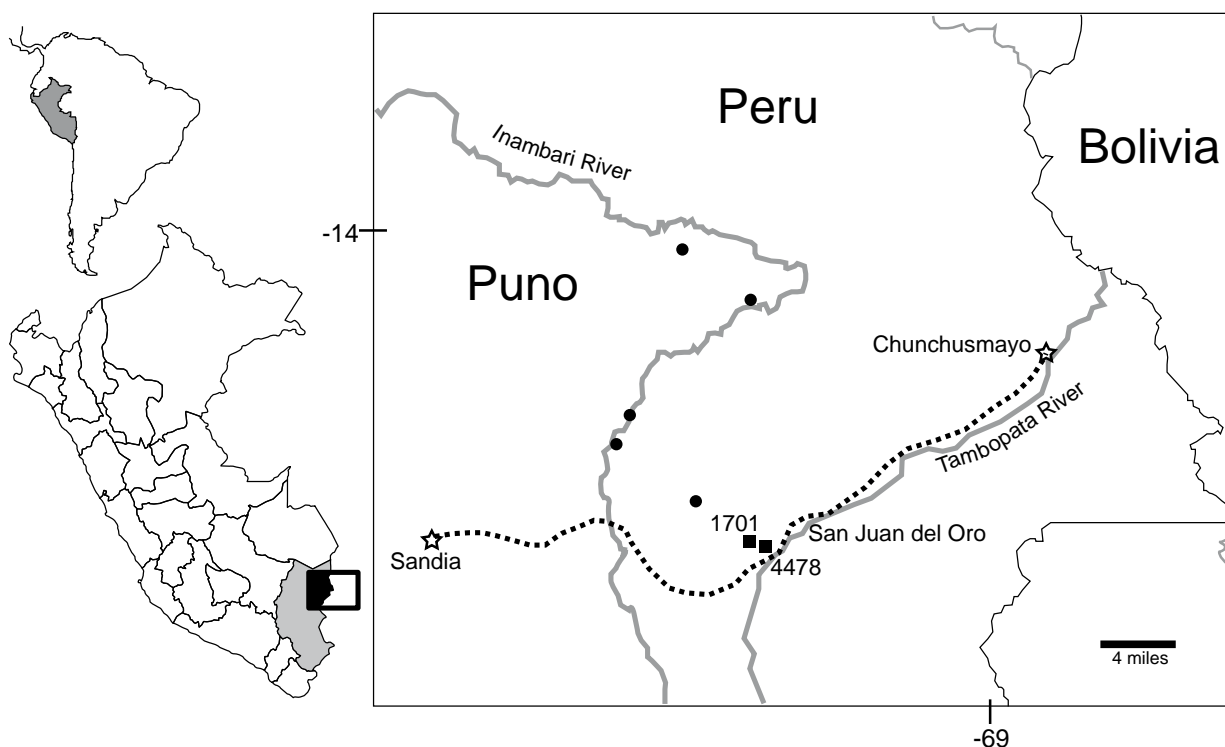 Peru
Bolivia
Inambari River
-14
Puno
Chunchusmayo
Tambopata River
1701
San Juan del Oro
Sandia
4478
4 miles
-69